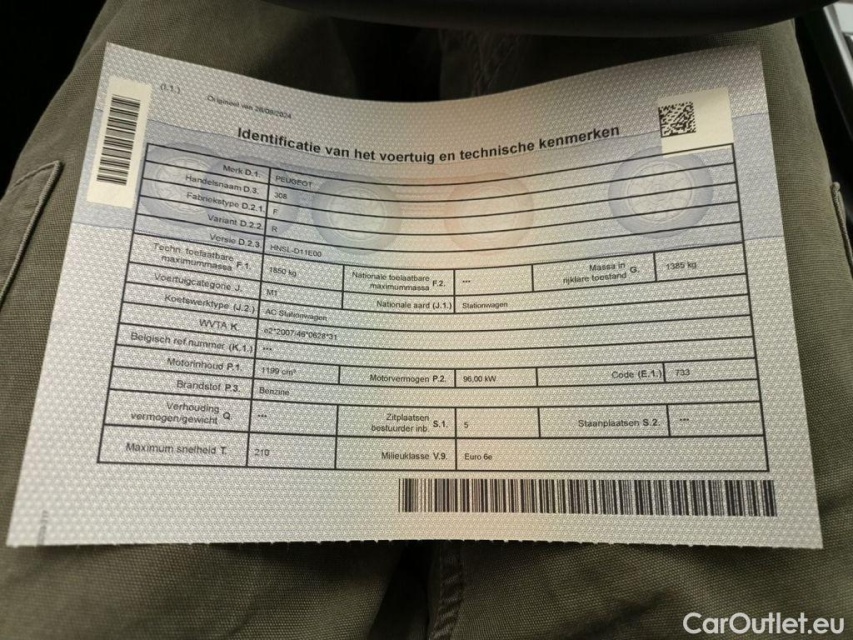 (I.1.)
Origineel van 26/08/2024
Identificatie van het voertuig en technische kenmerken
Merk D.1. PEUGEOT
Handelsnaam D.3. 308
Fabriekstype D.2.1. F
Variant D.2.2. R
Versie D.2.3. HNSL-D11E00
Techn. toelaatbare maximummassa F.1. 1850 kg Nationale toelaatbare maximummassa F.2. --- Massa in rijklare toestand G. 1385 kg
Voertuigcategorie J. M1 Nationale aard (J.1.) Stationwagen
Koetswerktype (J.2.) AC Stationwagen
WVTA K. e2*2007/46*0628*31
Belgisch ref.nummer (K.1.) ---
Motorinhoud P.1. 1199 cm³ Motorvermogen P.2. 96,00 kW Code (E.1.) 733
Brandstof P.3. Benzine
Verhouding vermogen/gewicht Q. --- Zitplaatsen bestuurder inb. S.1. 5 Staanplaatsen S.2. ---
Maximum snelheid T. 210 Milieuklasse V.9. Euro 6e
CarOutlet.eu